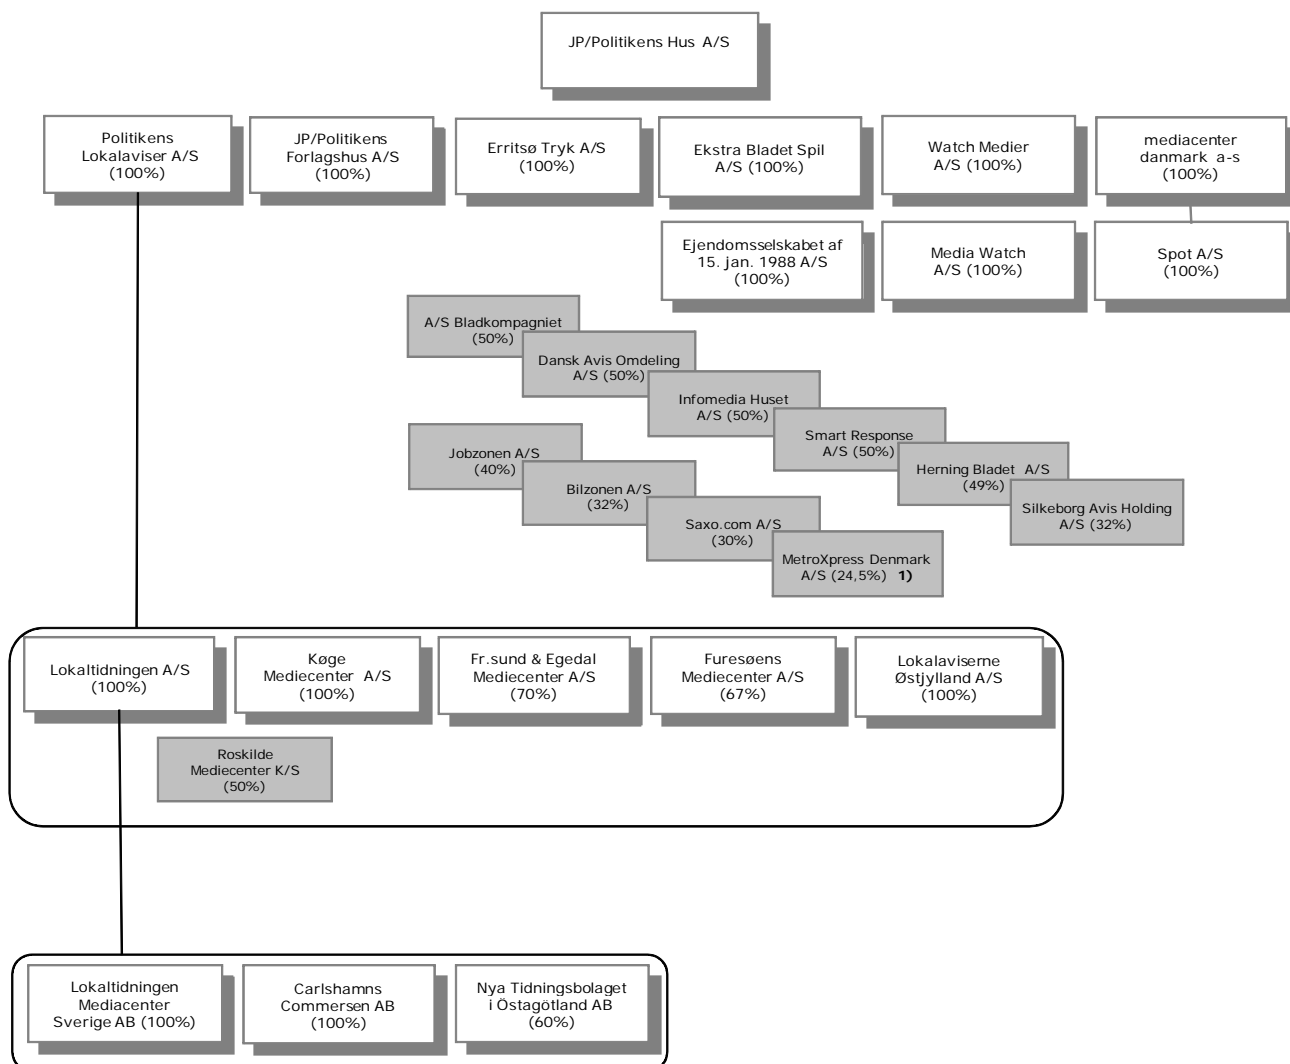 JP/Politikens Hus A/S
Politikens
Lokalaviser A/S
(100%)
JP/Politikens
Forlagshus A/S
(100%)
Erritsø Tryk A/S
(100%)
Ekstra Bladet Spil
A/S (100%)
Watch Medier
A/S (100%)
mediacenter
danmark a-s
(100%)
Ejendomsselskabet af
15. jan. 1988 A/S
(100%)
Media Watch
A/S (100%)
Spot A/S
(100%)
A/S Bladkompagniet
(50%)
Dansk Avis Omdeling
A/S (50%)
Infomedia Huset
A/S (50%)
Smart Response
A/S (50%)
Herning Bladet A/S
(49%)
Silkeborg Avis Holding
A/S (32%)
Jobzonen A/S
(40%)
Bilzonen A/S
(32%)
Saxo.com A/S
(30%)
MetroXpress Denmark
A/S (24,5%) 1)
Lokaltidningen A/S
(100%)
Køge
Mediecenter A/S
(100%)
Fr.sund & Egedal
Mediecenter A/S
(70%)
Furesøens
Mediecenter A/S
(67%)
Lokalaviserne
Østjylland A/S
(100%)
Roskilde
Mediecenter K/S
(50%)
Lokaltidningen
Mediacenter
Sverige AB (100%)
Carlshamns
Commersen AB
(100%)
Nya Tidningsbolaget
i Östagötland AB
(60%)